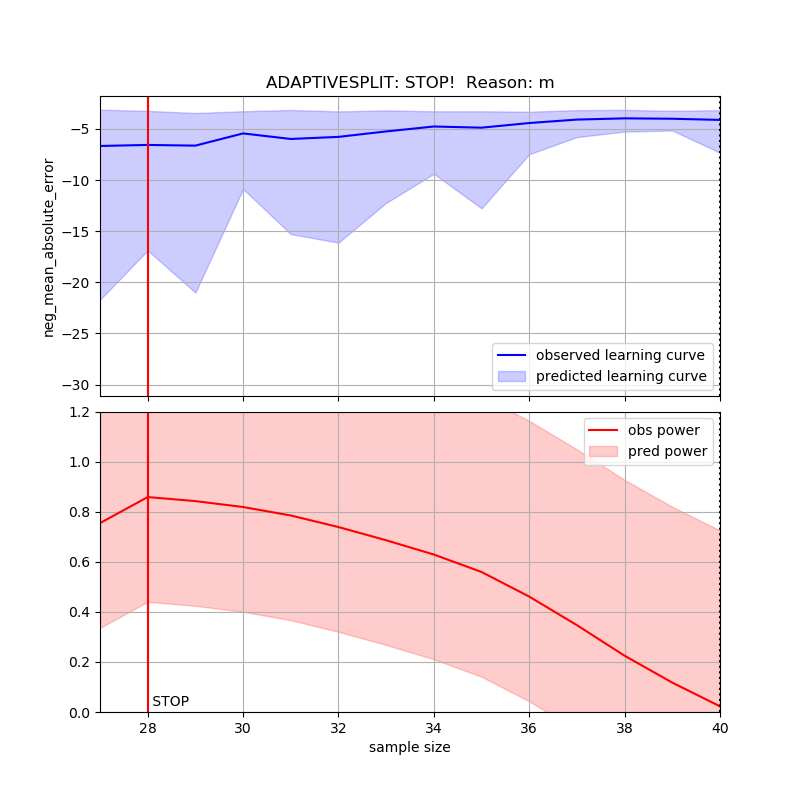 ADAPTIVESPLIT: STOP!  Reason: m
neg_mean_absolute_error
−5
−10
−15
−20
−25
−30
observed learning curve
predicted learning curve
1.2
1.0
0.8
0.6
0.4
0.2
0.0
obs power
pred power
STOP
28 30 32 34 36 38 40
sample size